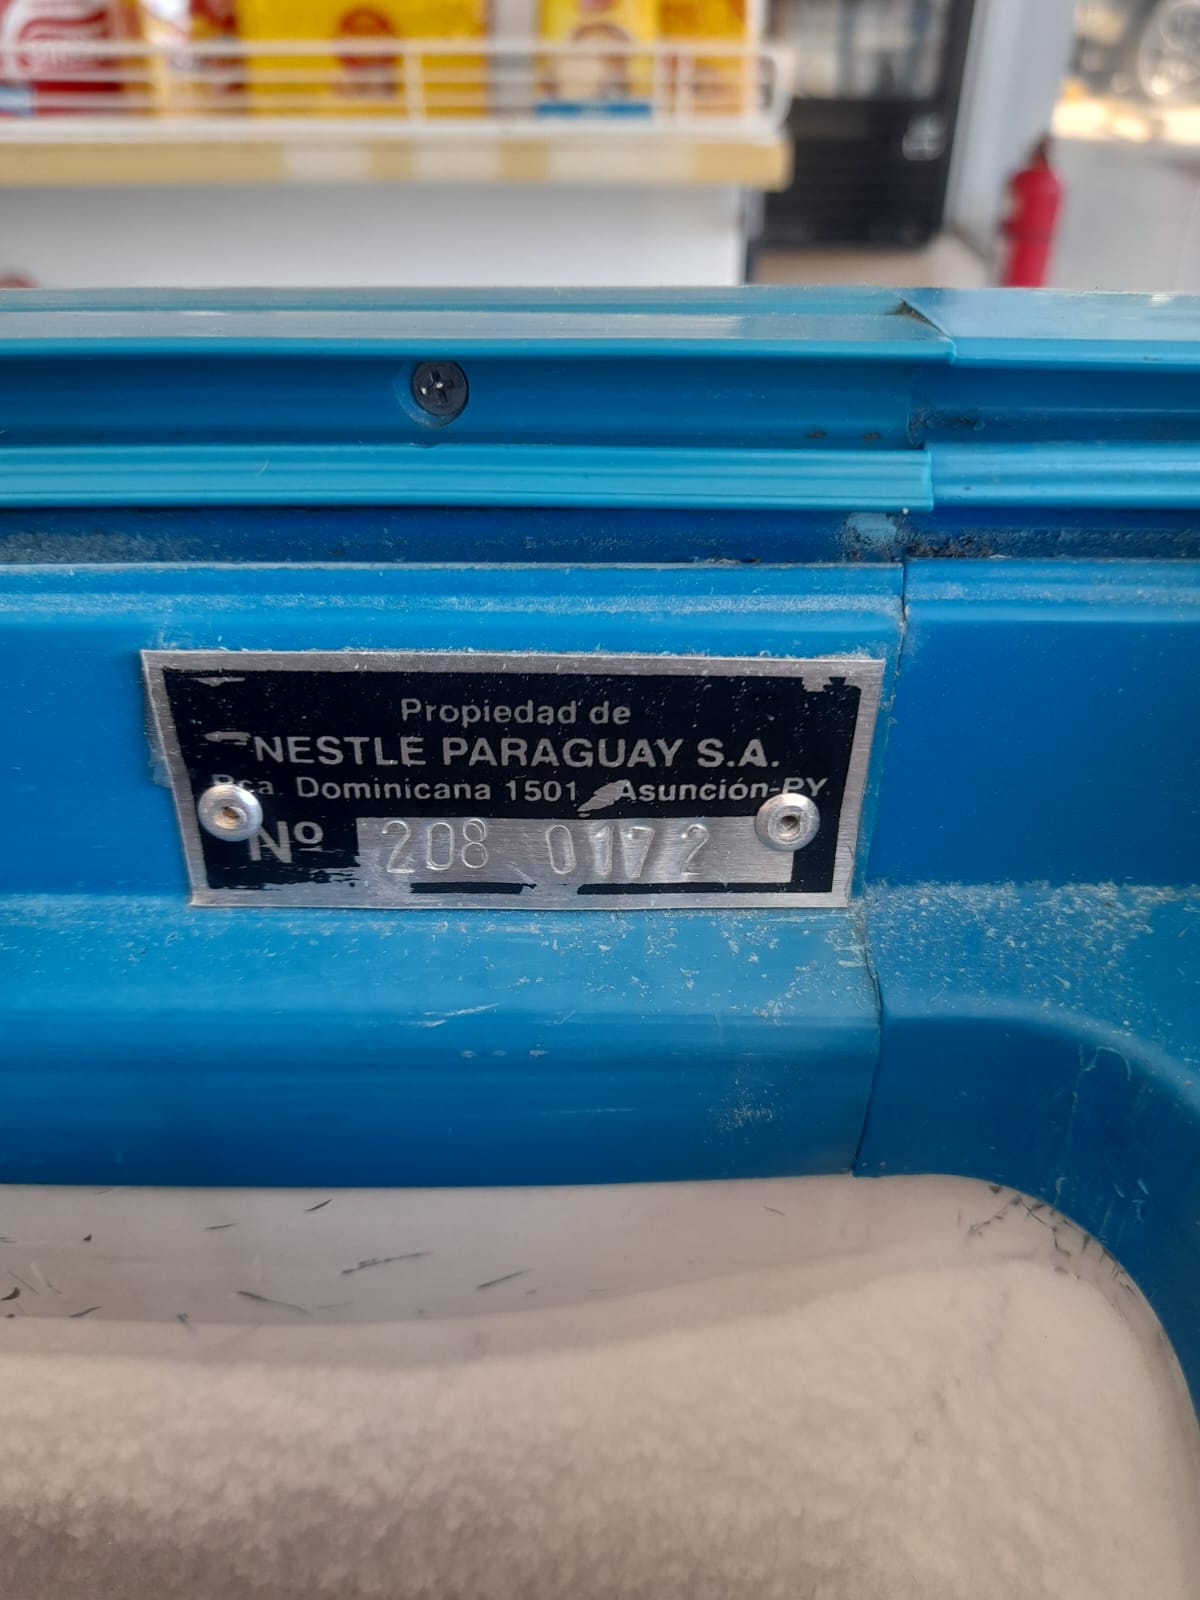 Propiedad de
NESTLE PARAGUAY S.A.
Rca. Dominicana 1501 Asunción-PY
Nº 208 0172